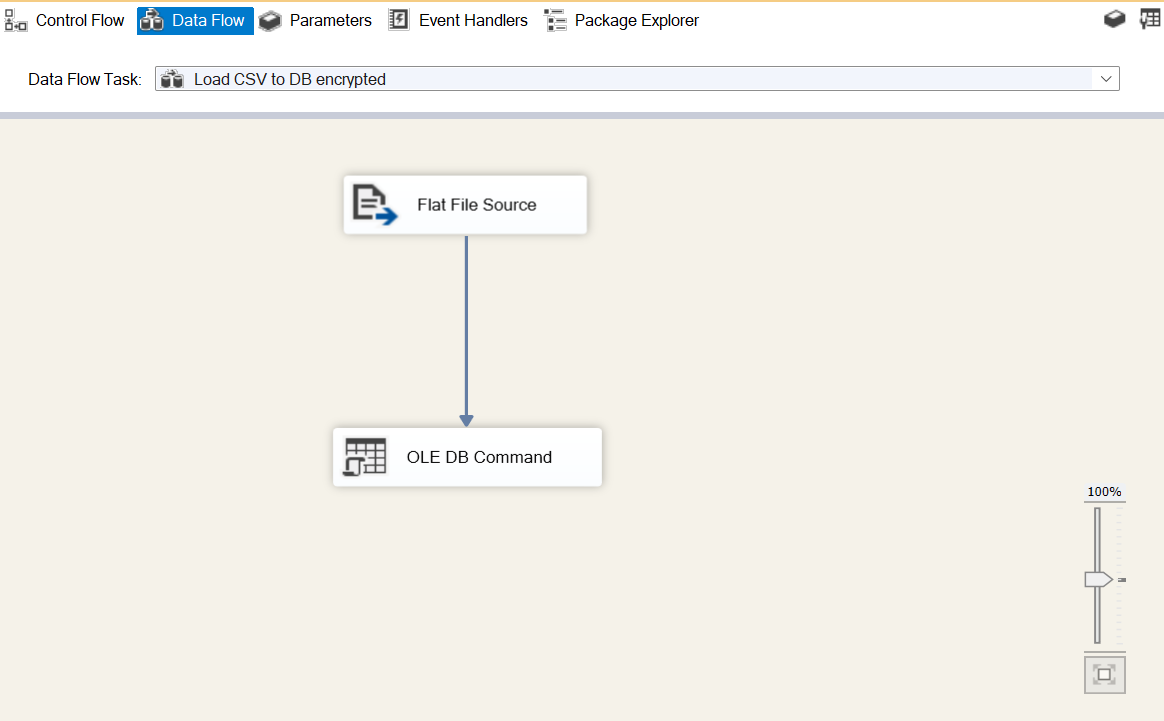 Control Flow Data Flow Parameters Event Handlers Package Explorer
Data Flow Task: Load CSV to DB encrypted
Flat File Source
OLE DB Command
100%